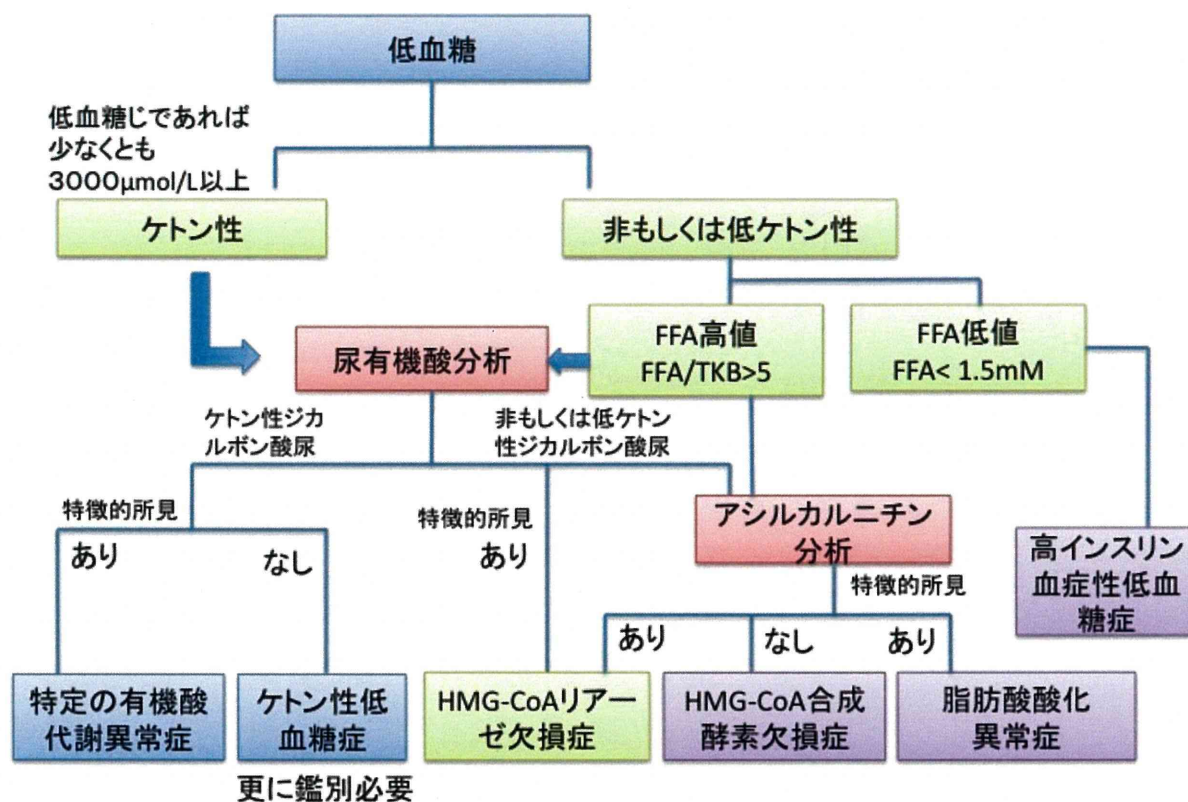 低血糖
低血糖じであれば
少なくとも
3000μmol/L以上
ケトン性
非もしくは低ケトン性
FFA高値
FFA/TKB>5
FFA低値
FFA< 1.5mM
尿有機酸分析
ケトン性ジカ
ルボン酸尿
非もしくは低ケトン
性ジカルボン酸尿
特徴的所見
あり
なし
特徴的所見
あり
アシルカルニチン
分析
特徴的所見
あり
なし
あり
高インスリン
血症性低血
糖症
特定の有機酸
代謝異常症
ケトン性低
血糖症
更に鑑別必要
HMG-CoAリアー
ゼ欠損症
HMG-CoA合成
酵素欠損症
脂肪酸酸化
異常症